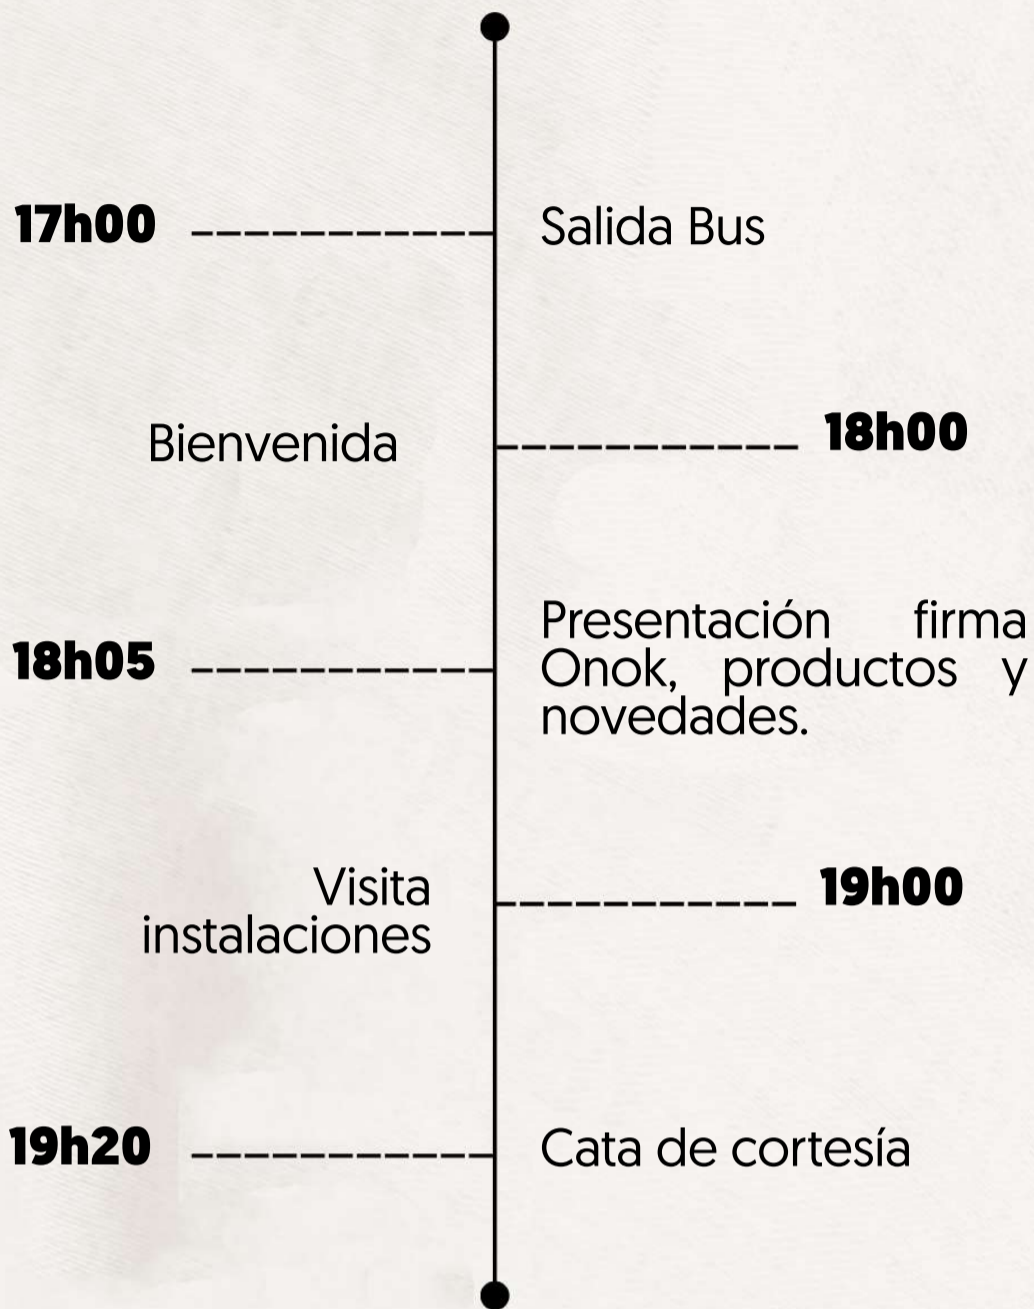 17h00
Salida Bus
Bienvenida
18h00
18h05
Presentación firma
Onok, productos y
novedades.
Visita
instalaciones
19h00
19h20
Cata de cortesía